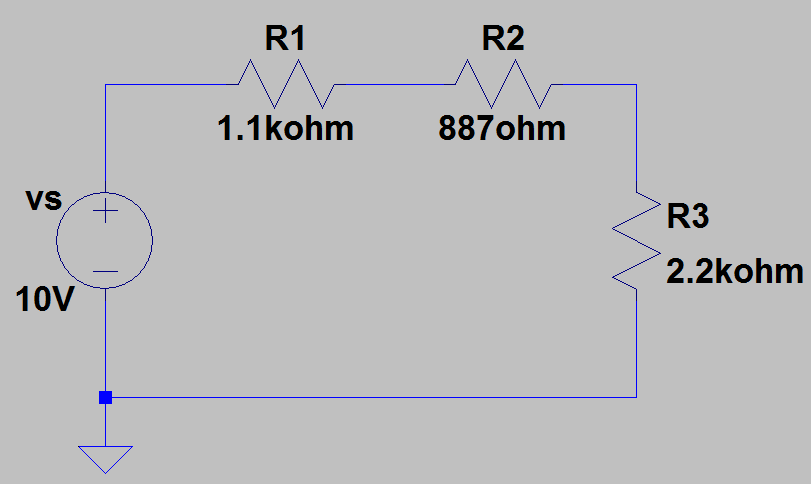 R1
R2
1.1kohm
887ohm
vs
R3
2.2kohm
10V